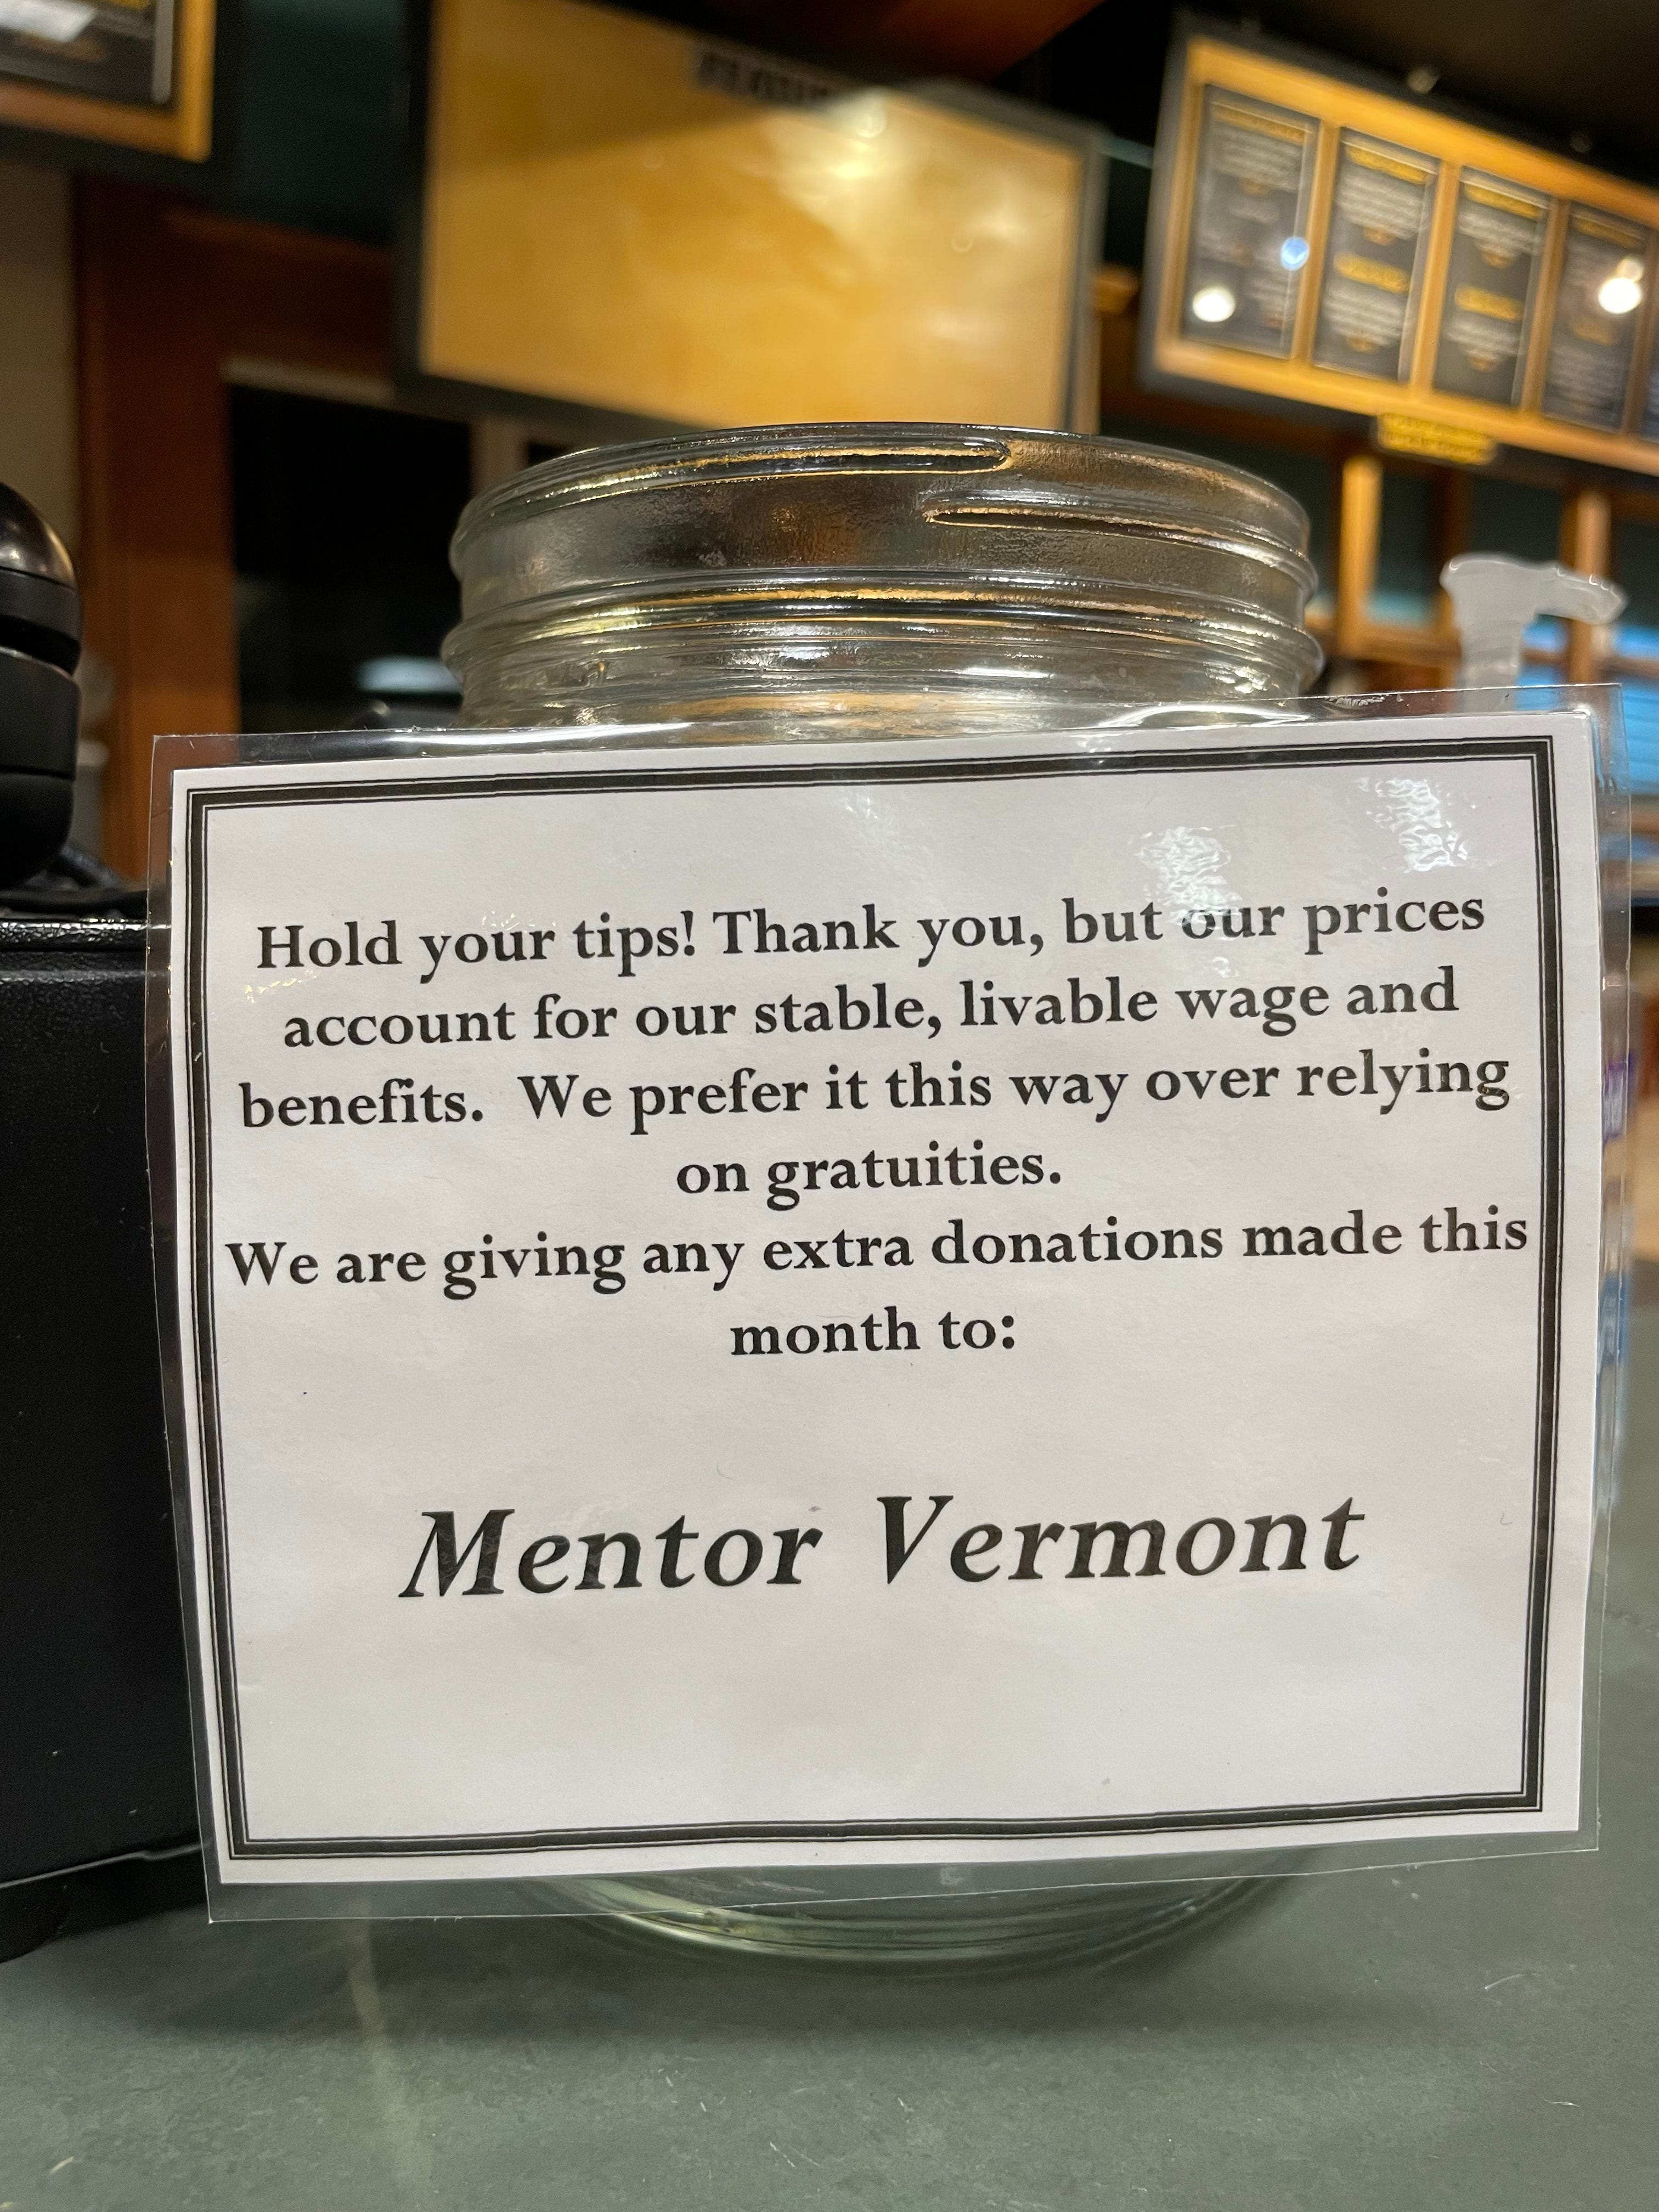 Hold your tips! Thank you, but our prices
account for our stable, livable wage and
benefits.  We prefer it this way over relying
on gratuities.
We are giving any extra donations made this
month to:
Mentor Vermont